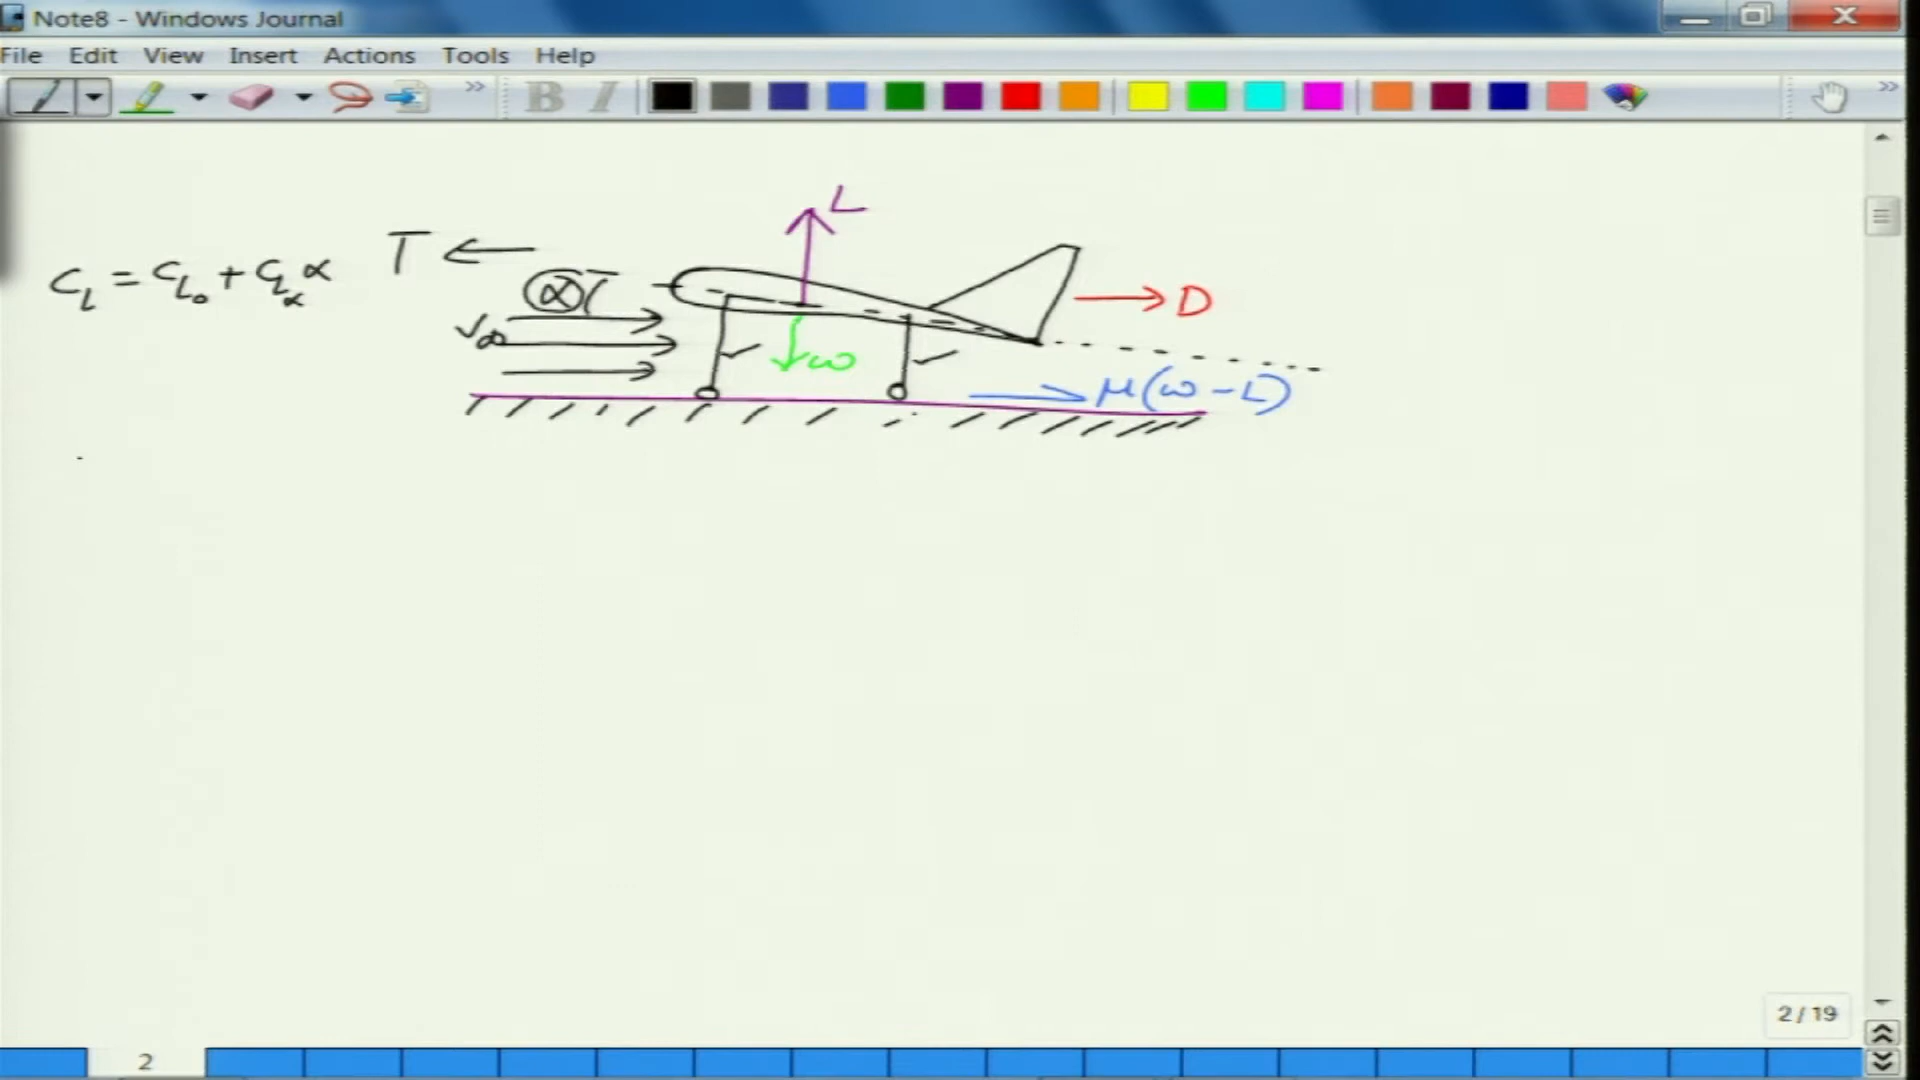 Note8 - Windows Journal
File Edit View Insert Actions Tools Help
B I
L
T
C_L = C_L₀ + C_Lα α
α
D
V∞
W
μ(W - L)
2 / 19
2